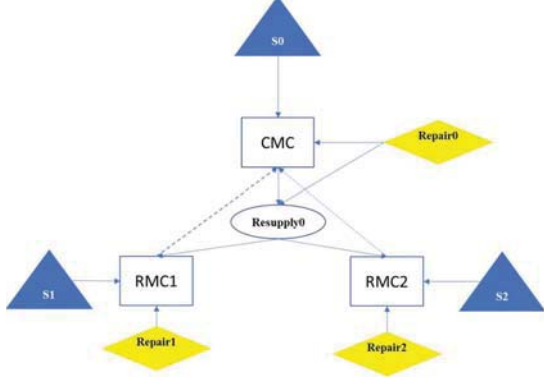 S0
CMC
Repair0
Resupply0
S1
RMC1
RMC2
S2
Repair1
Repair2